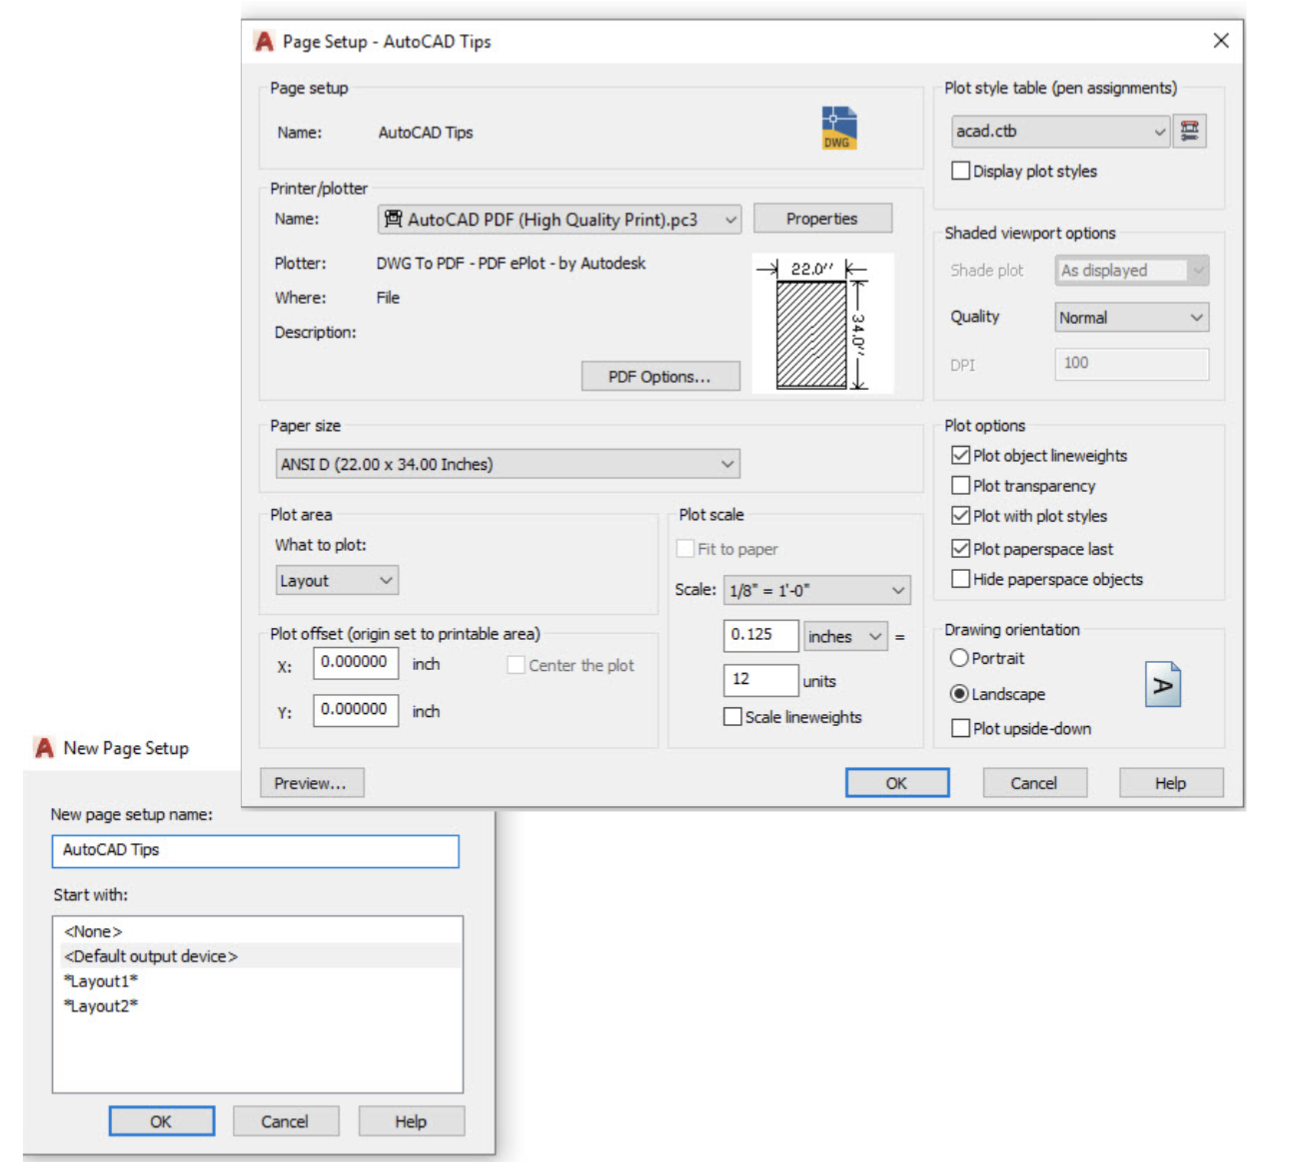 Page Setup - AutoCAD Tips
Page setup
Name: AutoCAD Tips
DWG
Printer/plotter
Name: AutoCAD PDF (High Quality Print).pc3
Properties
Plotter: DWG To PDF - PDF ePlot - by Autodesk
Where: File
Description:
PDF Options...
22.0''
34.0''
Paper size
ANSI D (22.00 x 34.00 Inches)
Plot area
What to plot:
Layout
Plot offset (origin set to printable area)
X: 0.000000 inch
Center the plot
Y: 0.000000 inch
Plot scale
Fit to paper
Scale: 1/8" = 1'-0"
0.125 inches =
12 units
Scale lineweights
Plot style table (pen assignments)
acad.ctb
Display plot styles
Shaded viewport options
Shade plot As displayed
Quality Normal
DPI 100
Plot options
Plot object lineweights
Plot transparency
Plot with plot styles
Plot paperspace last
Hide paperspace objects
Drawing orientation
Portrait
Landscape
A
Plot upside-down
Preview...
OK Cancel Help
New Page Setup
New page setup name:
AutoCAD Tips
Start with:
<None>
<Default output device>
*Layout1*
*Layout2*
OK Cancel Help